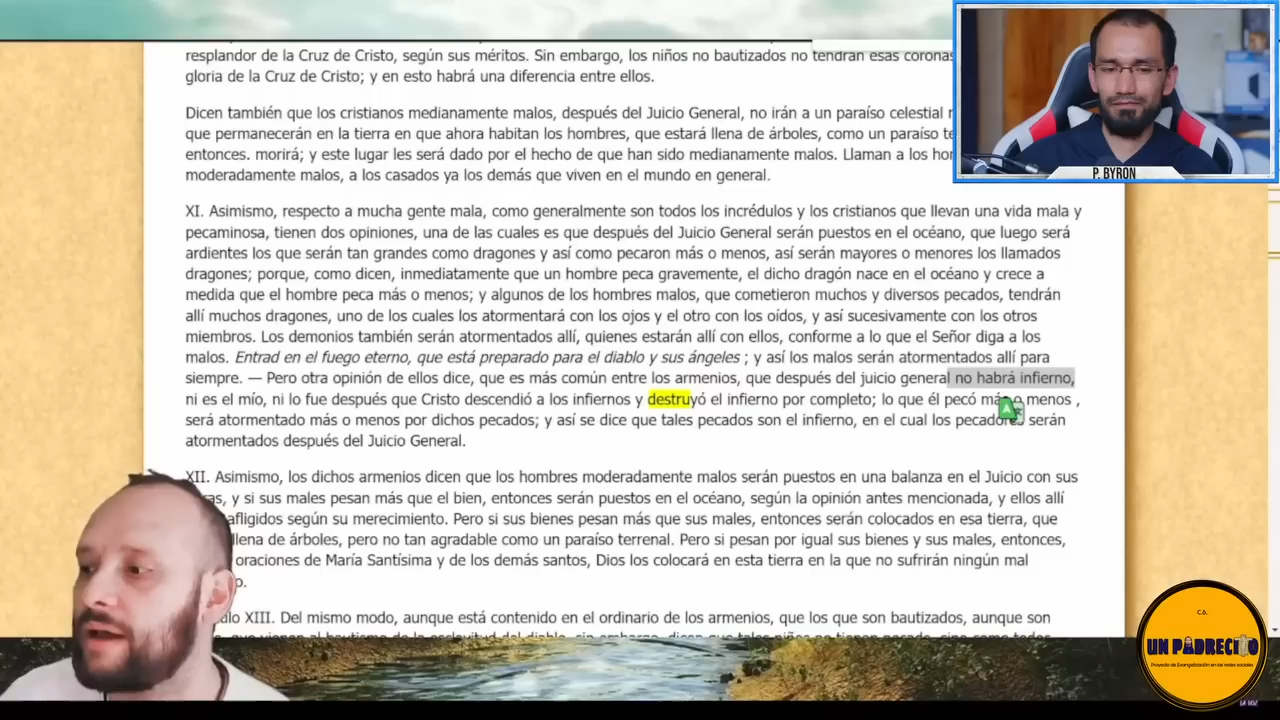 resplandor de la Cruz de Cristo, según sus méritos. Sin embargo, los niños no bautizados no tendrán esas coronas
gloria de la Cruz de Cristo; y en esto habrá una diferencia entre ellos.
Dicen también que los cristianos medianamente malos, después del Juicio General, no irán a un paraíso celestial
que permanecerán en la tierra en que ahora habitan los hombres, que estará llena de árboles, como un paraíso
entonces. morirá; y este lugar les será dado por el hecho de que han sido medianamente malos. Llaman a los
moderadamente malos, a los casados ya los demás que viven en el mundo en general.
XI. Asimismo, respecto a mucha gente mala, como generalmente son todos los incrédulos y los cristianos que llevan una vida mala y
pecaminosa, tienen dos opiniones, una de las cuales es que después del Juicio General serán puestos en el océano, que luego será
ardientes los que serán tan grandes como dragones y así como pecaron más o menos, así serán mayores o menores los llamados
dragones; porque, como dicen, inmediatamente que un hombre peca gravemente, el dicho dragón nace en el océano y crece a
medida que el hombre peca más o menos; y algunos de los hombres malos, que cometieron muchos y diversos pecados, tendrán
allí muchos dragones, uno de los cuales los atormentará con los ojos y el otro con los oídos, y así sucesivamente con los otros
miembros. Los demonios también serán atormentados allí, quienes estarán allí con ellos, conforme a lo que el Señor diga a los
malos. Entrad en el fuego eterno, que está preparado para el diablo y sus ángeles ; y así los malos serán atormentados allí para
siempre. — Pero otra opinión de ellos dice, que es más común entre los armenios, que después del juicio general no habrá infierno,
ni es el mío, ni lo fue después que Cristo descendió a los infiernos y destruyó el infierno por completo; lo que él pecó más o menos ,
será atormentado más o menos por dichos pecados; y así se dice que tales pecados son el infierno, en el cual los pecadores serán
atormentados después del Juicio General.
XII. Asimismo, los dichos armenios dicen que los hombres moderadamente malos serán puestos en una balanza en el Juicio con sus
y si sus males pesan más que el bien, entonces serán puestos en el océano, según la opinión antes mencionada, y ellos allí
afligidos según su merecimiento. Pero si sus bienes pesan más que sus males, entonces serán colocados en esa tierra, que
llena de árboles, pero no tan agradable como un paraíso terrenal. Pero si pesan por igual sus bienes y sus males, entonces,
oraciones de María Santísima y de los demás santos, Dios los colocará en esta tierra en la que no sufrirán ningún mal
XIII. Del mismo modo, aunque está contenido en el ordinario de los armenios, que los que son bautizados, aunque son
P. BYRON
C.D.
UN PADRECITO
Proyecto de Evangelización en las redes sociales
LA VOZ